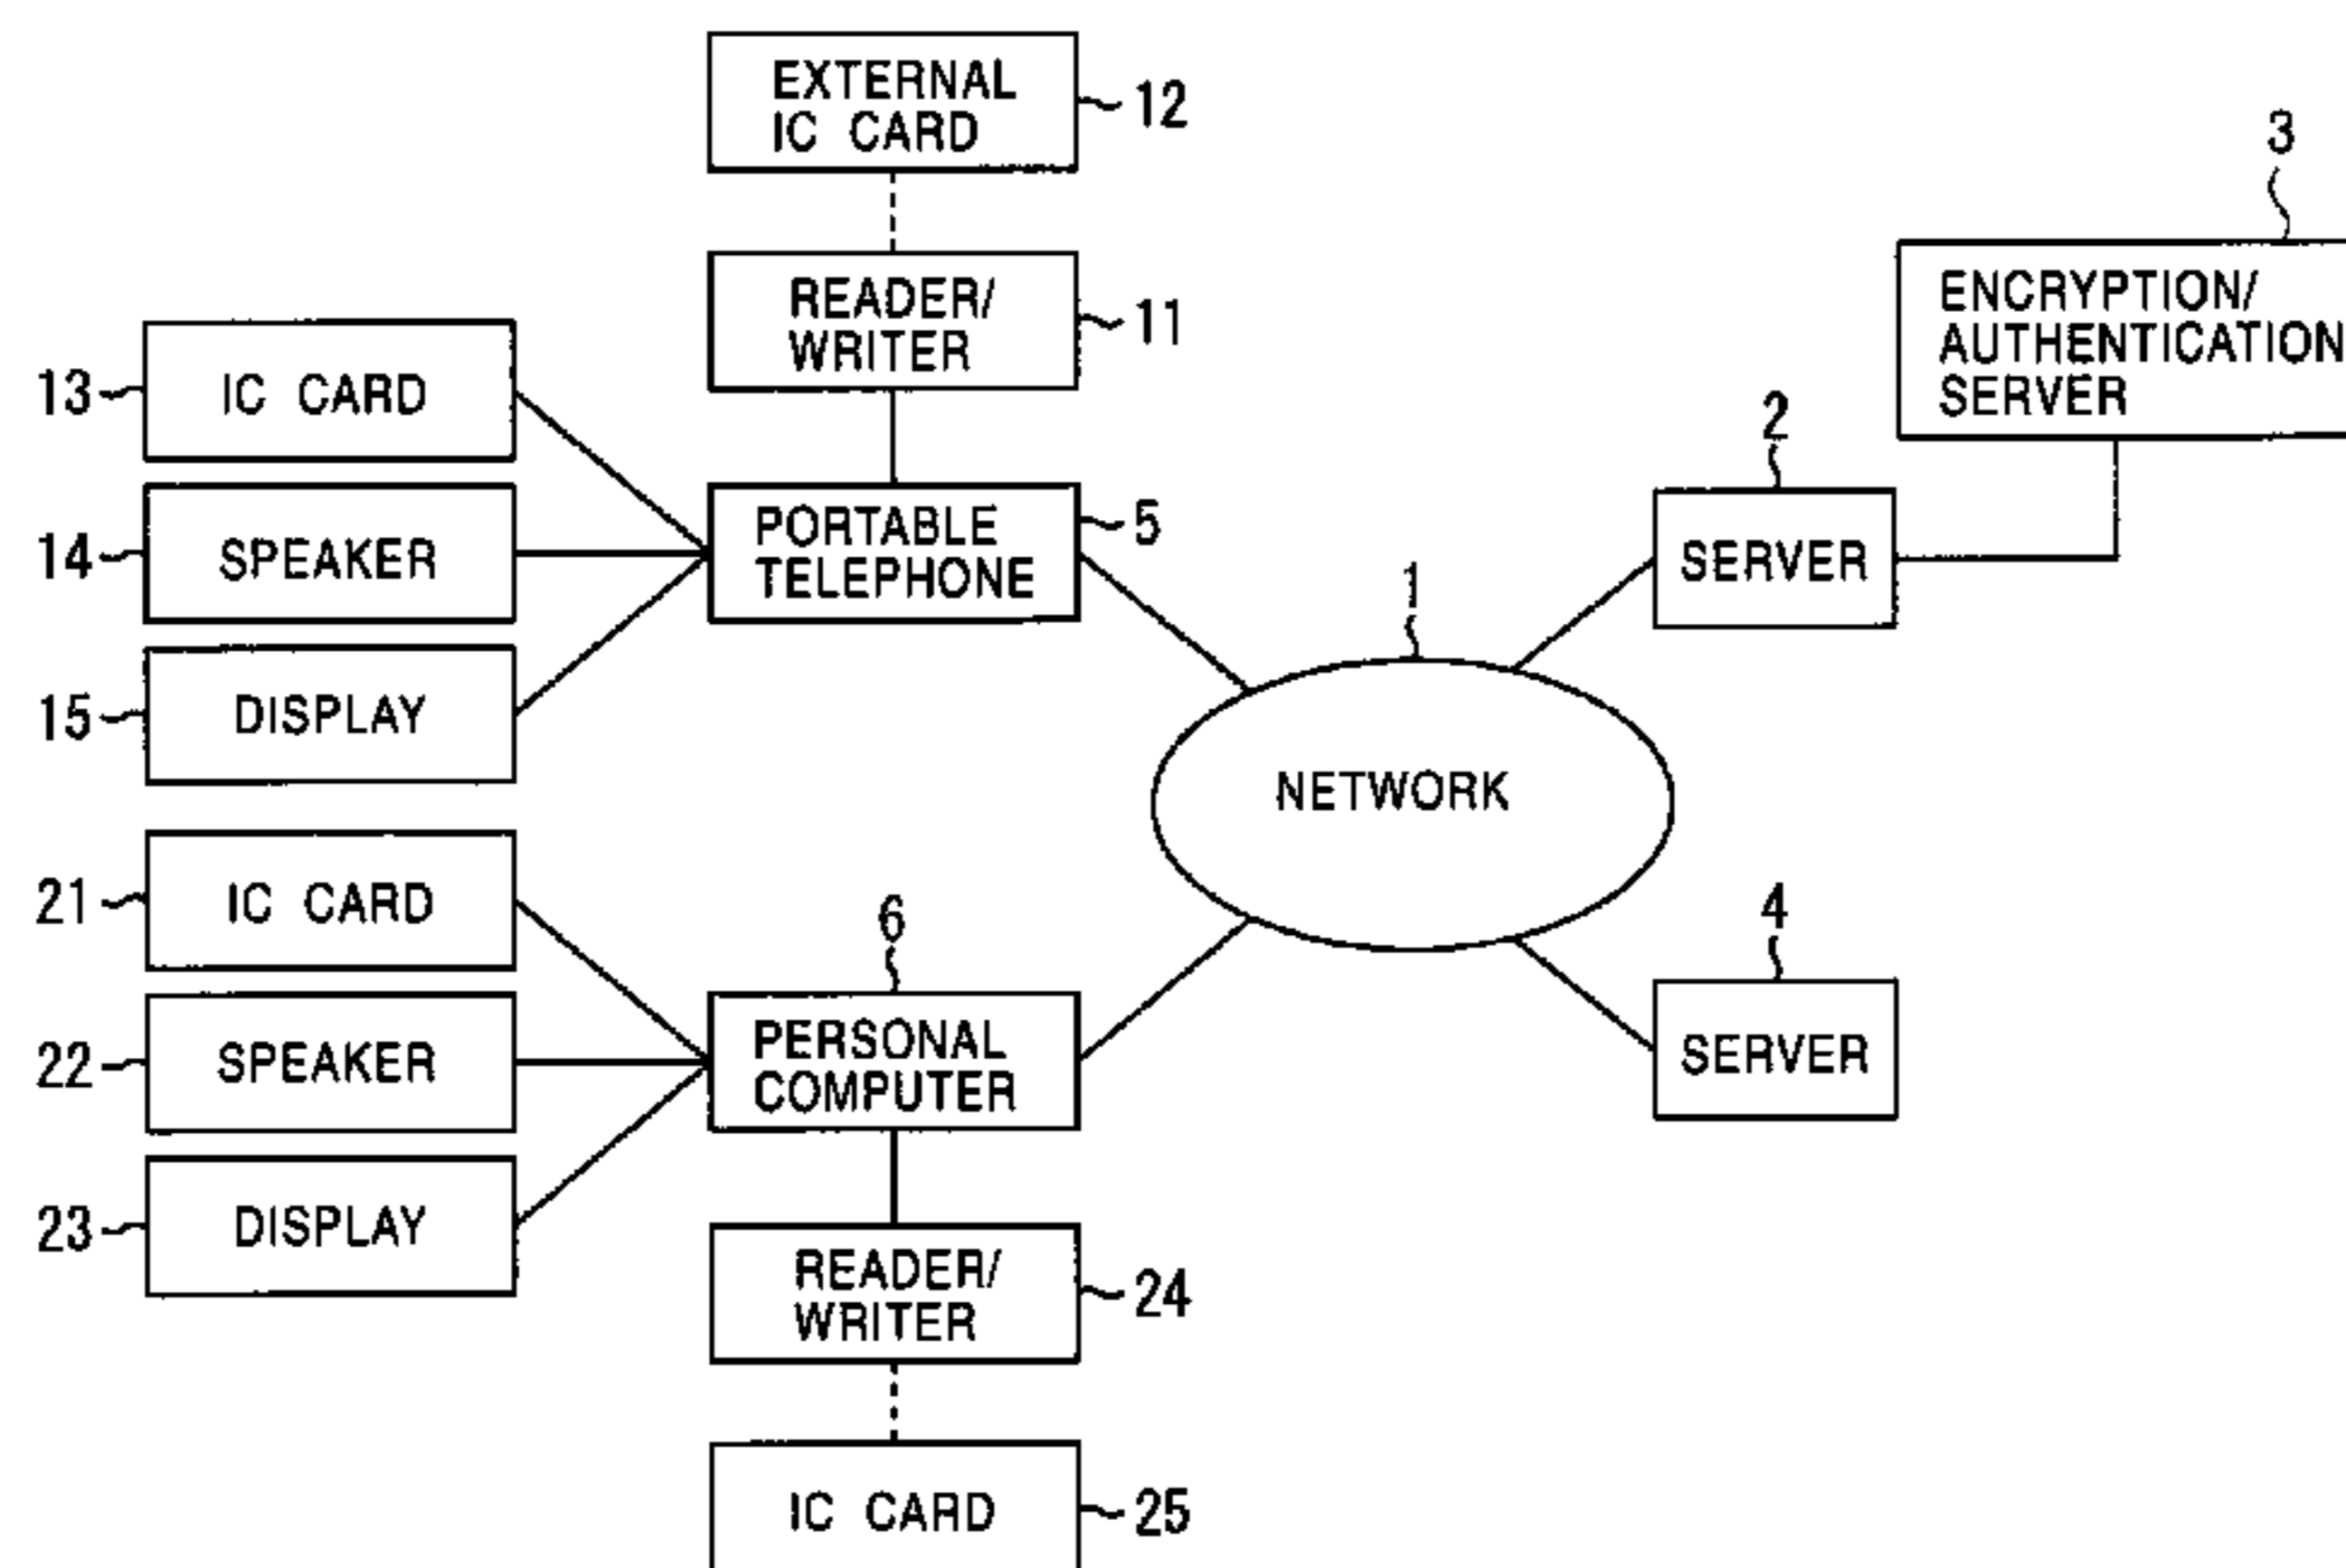 EXTERNAL
IC CARD
12
3
READER/
WRITER
11
ENCRYPTION/
AUTHENTICATION
SERVER
13
IC CARD
2
PORTABLE
TELEPHONE
5
14
SPEAKER
SERVER
1
15
DISPLAY
NETWORK
21
IC CARD
6
4
22
SPEAKER
PERSONAL
COMPUTER
SERVER
23
DISPLAY
READER/
WRITER
24
IC CARD
25